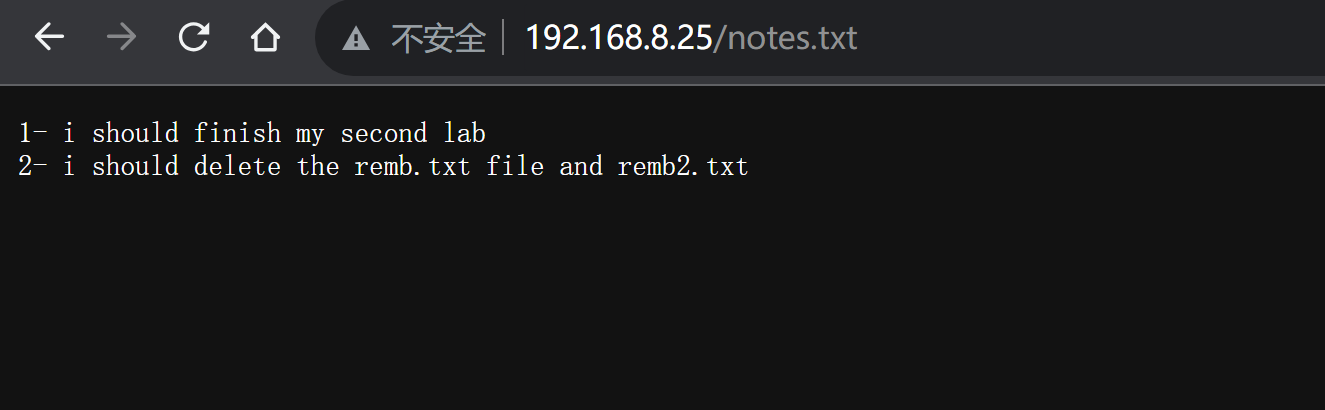 不安全 192.168.8.25/notes.txt
1- i should finish my second lab
2- i should delete the remb.txt file and remb2.txt